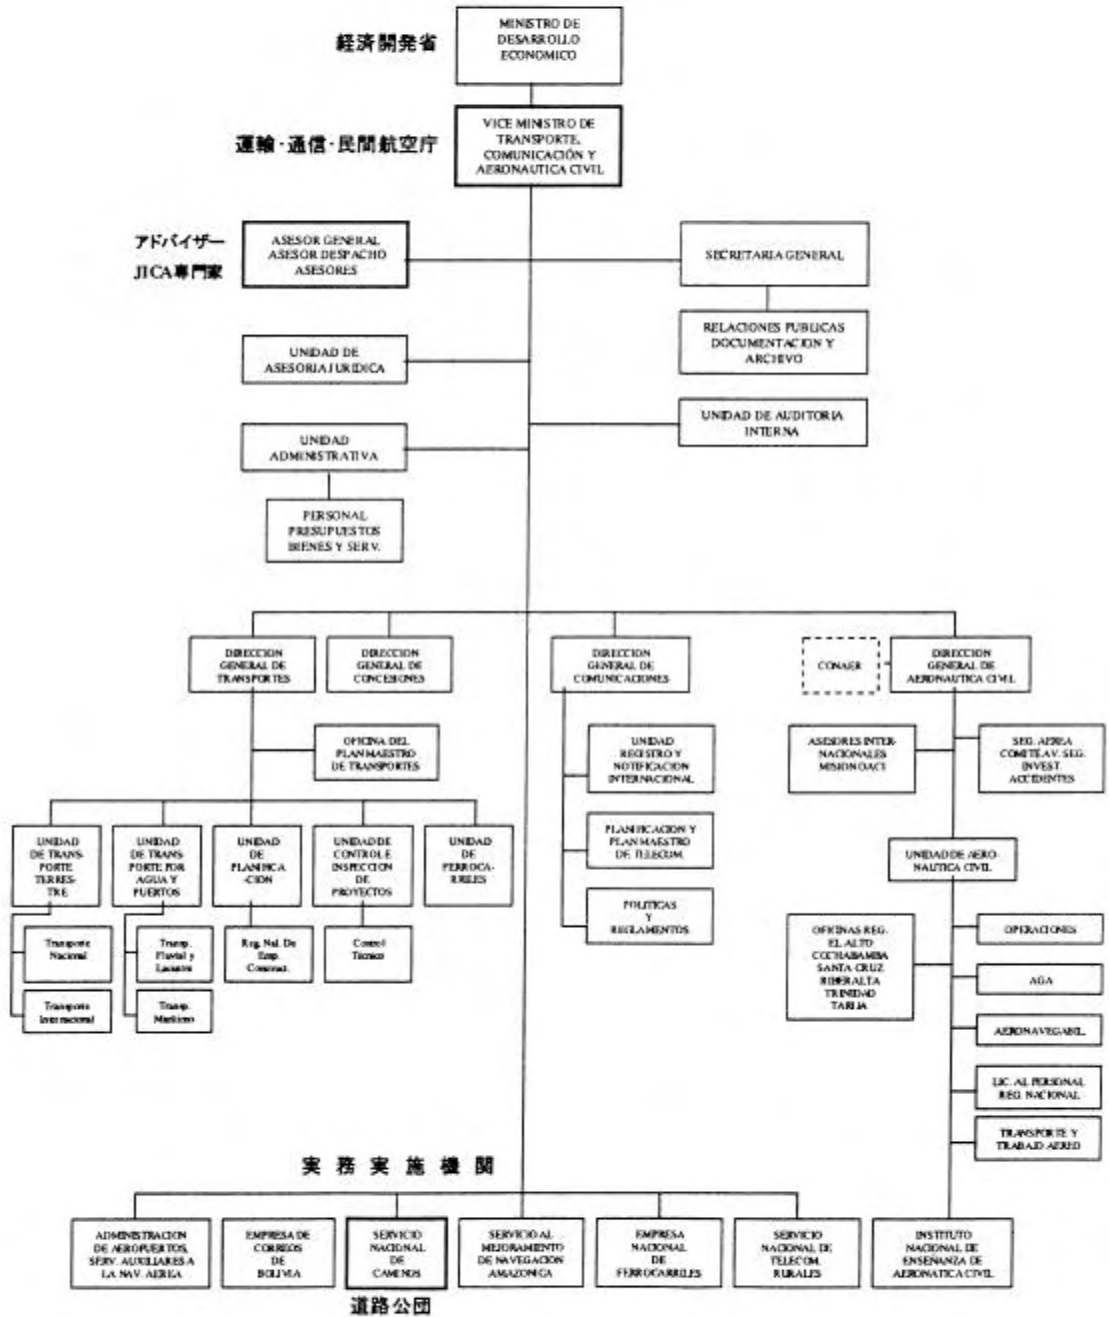 経済開発省
MINISTRO DE
DESARROLLO
ECONOMICO
運輸・通信・民間航空庁
VICE MINISTRO DE
TRANSPORTE,
COMUNICACIÓN Y
AERONAUTICA CIVIL
アドバイザー
JICA専門家
ASESOR GENERAL
ASESOR DESPACHO
ASESORES
SECRETARIA GENERAL
RELACIONES PUBLICAS
DOCUMENTACION Y
ARCHIVO
UNIDAD DE
ASESORIA JURIDICA
UNIDAD DE AUDITORIA
INTERNA
UNIDAD
ADMINISTRATIVA
PERSONAL
PRESUPUESTOS
BIENES Y SERV.
DIRECCION
GENERAL DE
TRANSPORTES
DIRECCION
GENERAL DE
CONCESIONES
DIRECCION
GENERAL DE
COMUNICACIONES
CONAER
DIRECCION
GENERAL DE
AERONAUTICA CIVIL
OFICINA DEL
PLAN MAESTRO
DE TRANSPORTES
UNIDAD
REGISTRO Y
NOTIFICACION
INTERNACIONAL
ASESORES INTER-
NACIONALES
MISION OACI
SEG. AEREA
COMITE AV. SEG.
INVEST.
ACCIDENTES
UNIDAD
DE TRANS-
PORTE
TERRES-
TRE
UNIDAD
DE TRANS-
PORTE POR
AGUA Y
PUERTOS
UNIDAD
DE
PLANIFICA
-CION
UNIDAD DE
CONTROL E
INSPECCION
DE
PROYECTOS
UNIDAD
DE
FERROCA-
RRILES
PLANIFICACION Y
PLAN MAESTRO
DE TELECOM.
UNIDAD DE AERO-
NAUTICA CIVIL
POLITICAS
Y
REGLAMENTOS
Transporte
Nacional
Transp.
Fluvial y
Lacustre
Reg. Nal. De
Emp.
Construct.
Control
Técnico
Transporte
Internacional
Transp.
Marítimo
OFICINAS REG.
EL ALTO
COCHABAMBA
SANTA CRUZ
RIBERALTA
TRINIDAD
TARIJA
OPERACIONES
AGA
AERONAVEGABIL.
LIC. AL PERSONAL
REG. NACIONAL
TRANSPORTE Y
TRABAJO AEREO
実務実施機関
ADMINISTRACION
DE AEROPUERTOS,
SERV. AUXILIARES A
LA NAV. AEREA
EMPRESA DE
CORREOS
DE
BOLIVIA
SERVICIO
NACIONAL
DE
CAMINOS
SERVICIO AL
MEJORAMIENTO
DE NAVEGACION
AMAZONICA
EMPRESA
NACIONAL
DE
FERROCARRILES
SERVICIO
NACIONAL DE
TELECOM.
RURALES
INSTITUTO
NACIONAL DE
ENSEÑANZA DE
AERONATICA CIVIL
道路公団